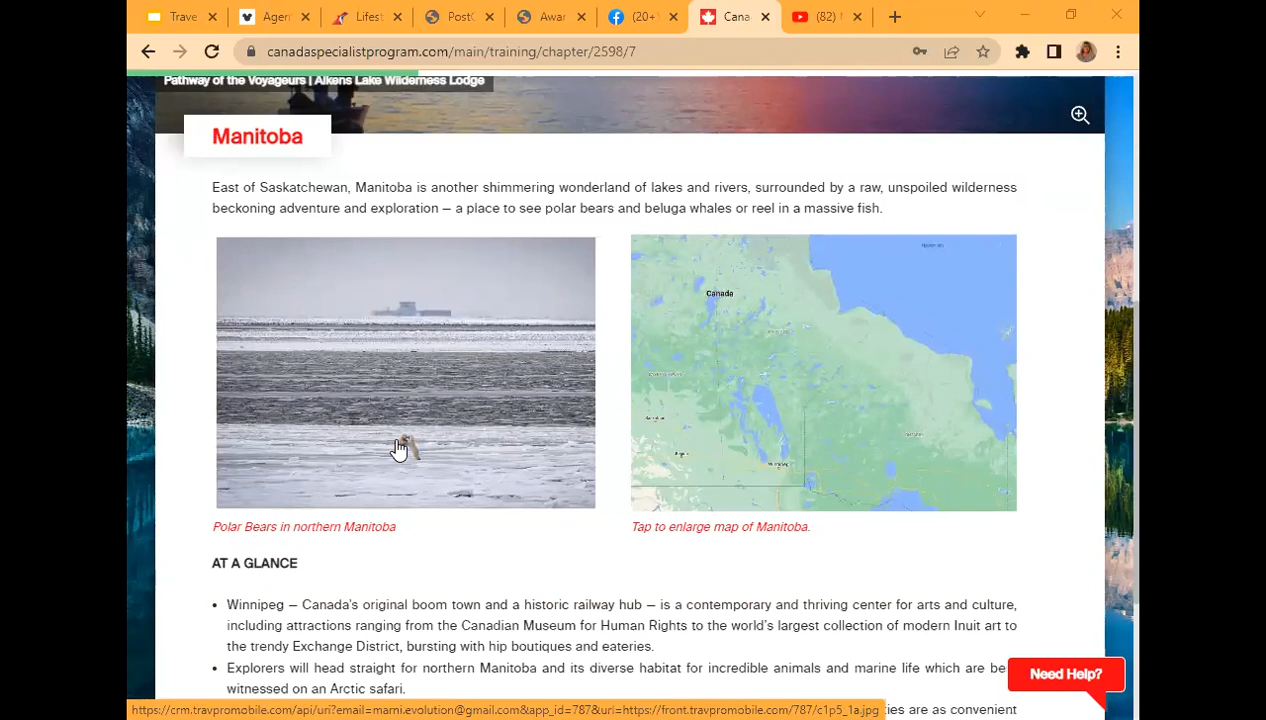 Trave
Agen
Lifest
Post
Awar
(20+
Cana
(82)
canadaspecialistprogram.com/main/training/chapter/2598/7
Pathway of the Voyageurs | Aikens Lake Wilderness Lodge
Manitoba
East of Saskatchewan, Manitoba is another shimmering wonderland of lakes and rivers, surrounded by a raw, unspoiled wilderness
beckoning adventure and exploration – a place to see polar bears and beluga whales or reel in a massive fish.
Canada
Winnipeg
Polar Bears in northern Manitoba
Tap to enlarge map of Manitoba.
AT A GLANCE
• Winnipeg – Canada's original boom town and a historic railway hub – is a contemporary and thriving center for arts and culture,
including attractions ranging from the Canadian Museum for Human Rights to the world's largest collection of modern Inuit art to
the trendy Exchange District, bursting with hip boutiques and eateries.
• Explorers will head straight for northern Manitoba and its diverse habitat for incredible animals and marine life which are be
witnessed on an Arctic safari.
Need Help?
https://crm.travpromobile.com/api/uri?email=marni.evolution@gmail.com&app_id=787&uri=https://front.travpromobile.com/787/c1p5_1a.jpg
ties are as convenient